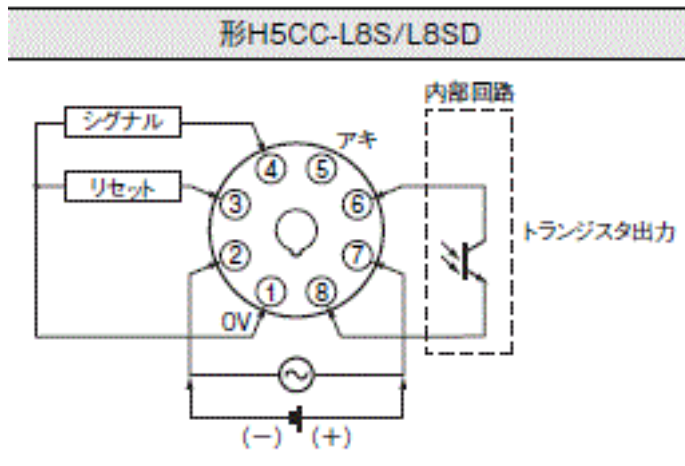 形H5CC-L8S/L8SD
内部回路
シグナル
アキ
④
⑤
リセット
③
⑥
トランジスタ出力
②
⑦
①
⑧
0V
(−) (+)